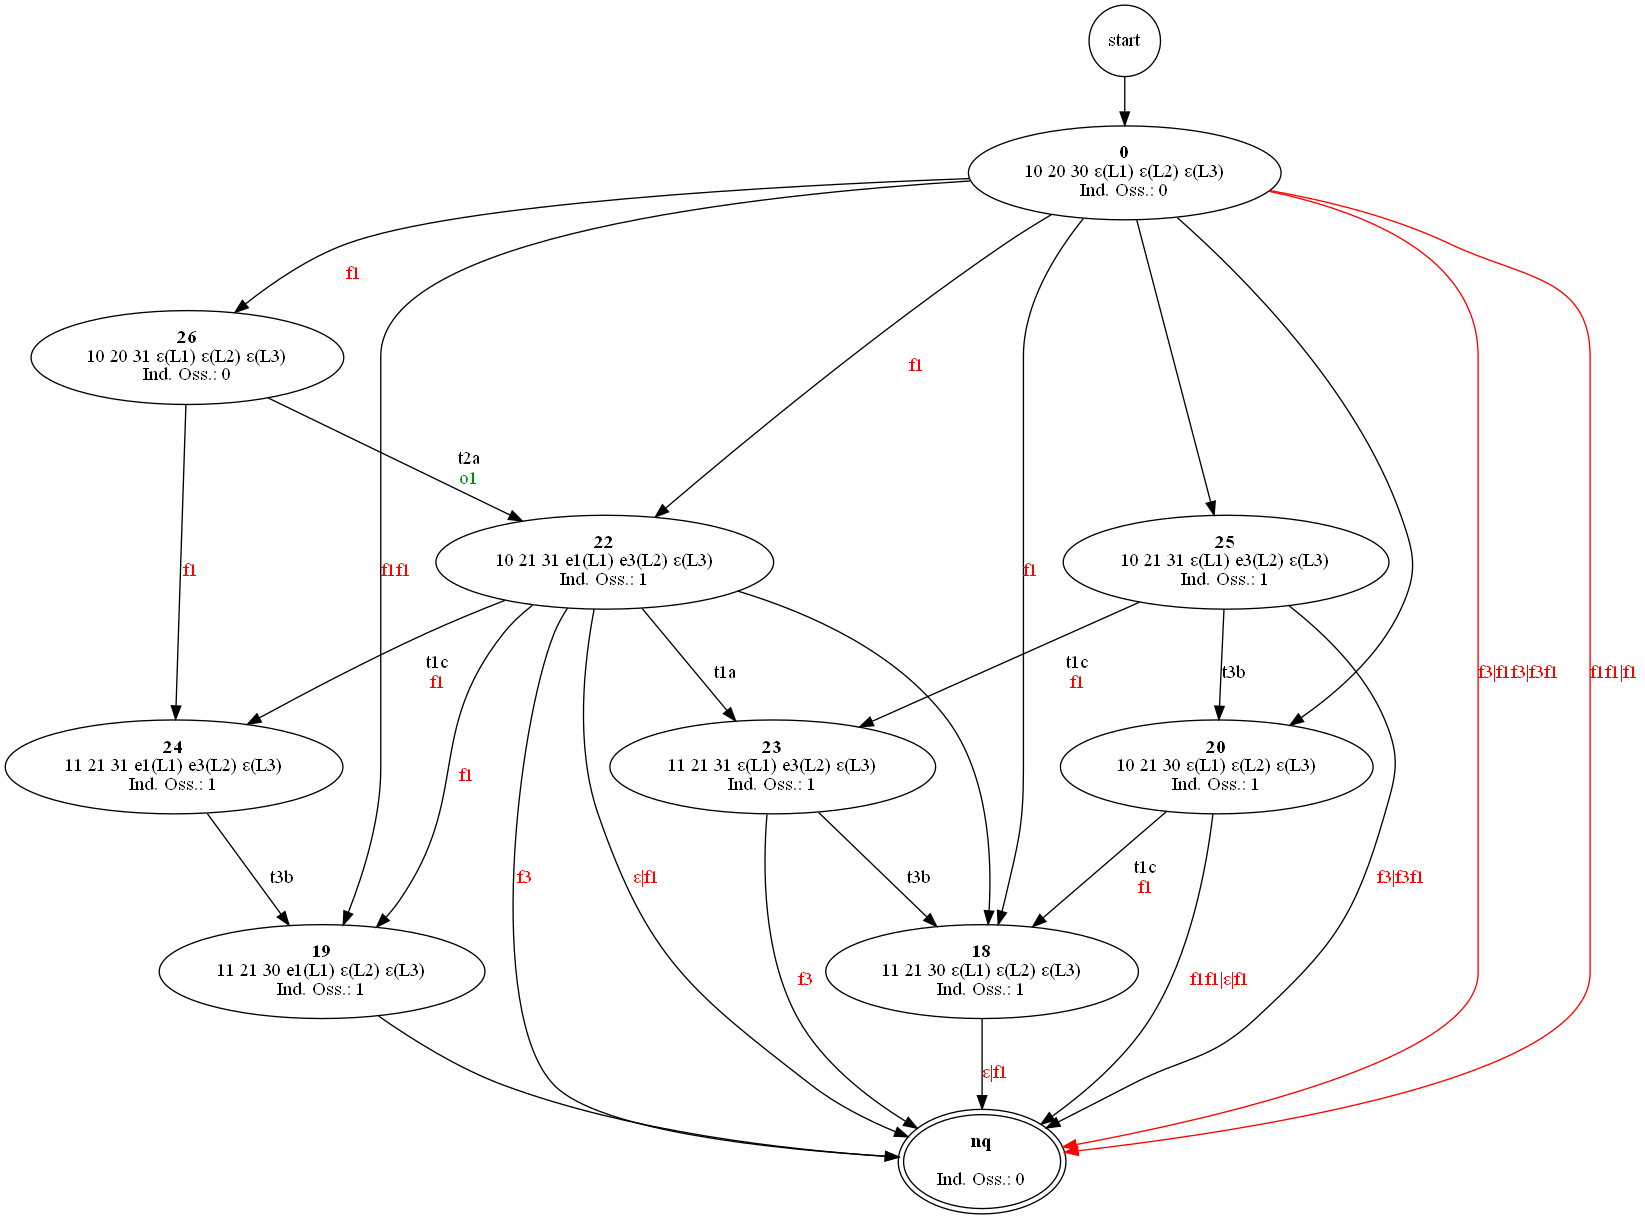 start
0
10 20 30 ε(L1) ε(L2) ε(L3)
Ind. Oss.: 0
f1
26
10 20 31 ε(L1) ε(L2) ε(L3)
Ind. Oss.: 0
f1
t2a
o1
22
10 21 31 e1(L1) e3(L2) ε(L3)
Ind. Oss.: 1
25
10 21 31 ε(L1) e3(L2) ε(L3)
Ind. Oss.: 1
f1
f1f1
f1
t1c
f1
t1a
t1c
f1
t3b
f3|f1f3|f3f1
f1f1|f1
24
11 21 31 e1(L1) e3(L2) ε(L3)
Ind. Oss.: 1
f1
23
11 21 31 ε(L1) e3(L2) ε(L3)
Ind. Oss.: 1
20
10 21 30 ε(L1) ε(L2) ε(L3)
Ind. Oss.: 1
t3b
f3
ε|f1
t3b
t1c
f1
f3|f3f1
19
11 21 30 e1(L1) ε(L2) ε(L3)
Ind. Oss.: 1
f3
18
11 21 30 ε(L1) ε(L2) ε(L3)
Ind. Oss.: 1
f1f1|ε|f1
ε|f1
nq
Ind. Oss.: 0